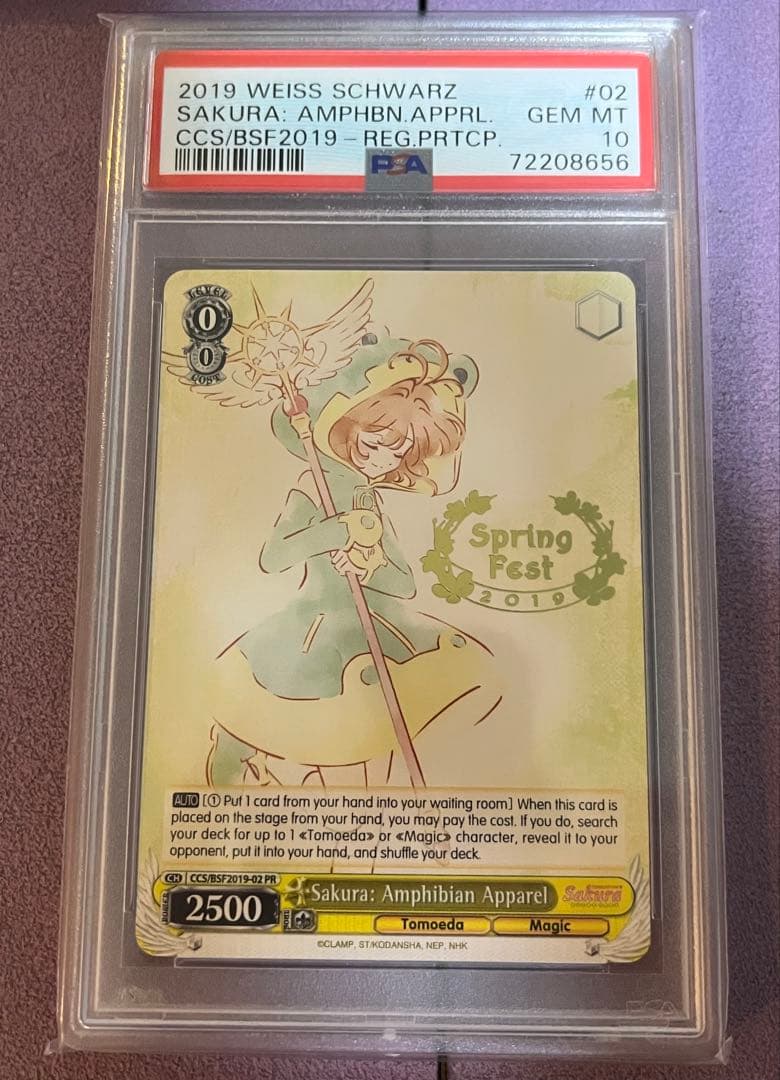 2019 WEISS SCHWARZ #02
SAKURA: AMPHBN.APPRL. GEM MT
CCS/BSF2019-REG.PRTCP. 10
PSA 72208656
LEVEL
0
0
COST
Spring
Fest
2019
AUTO [① Put 1 card from your hand into your waiting room] When this card is
placed on the stage from your hand, you may pay the cost. If you do, search
your deck for up to 1 «Tomoeda» or «Magic» character, reveal it to your
opponent, put it into your hand, and shuffle your deck.
CH CCS/BSF2019-02 PR
POWER 2500 SOUL Sakura: Amphibian Apparel Sakura
Tomoeda Magic
©CLAMP, ST/KODANSHA, NEP, NHK
PSA